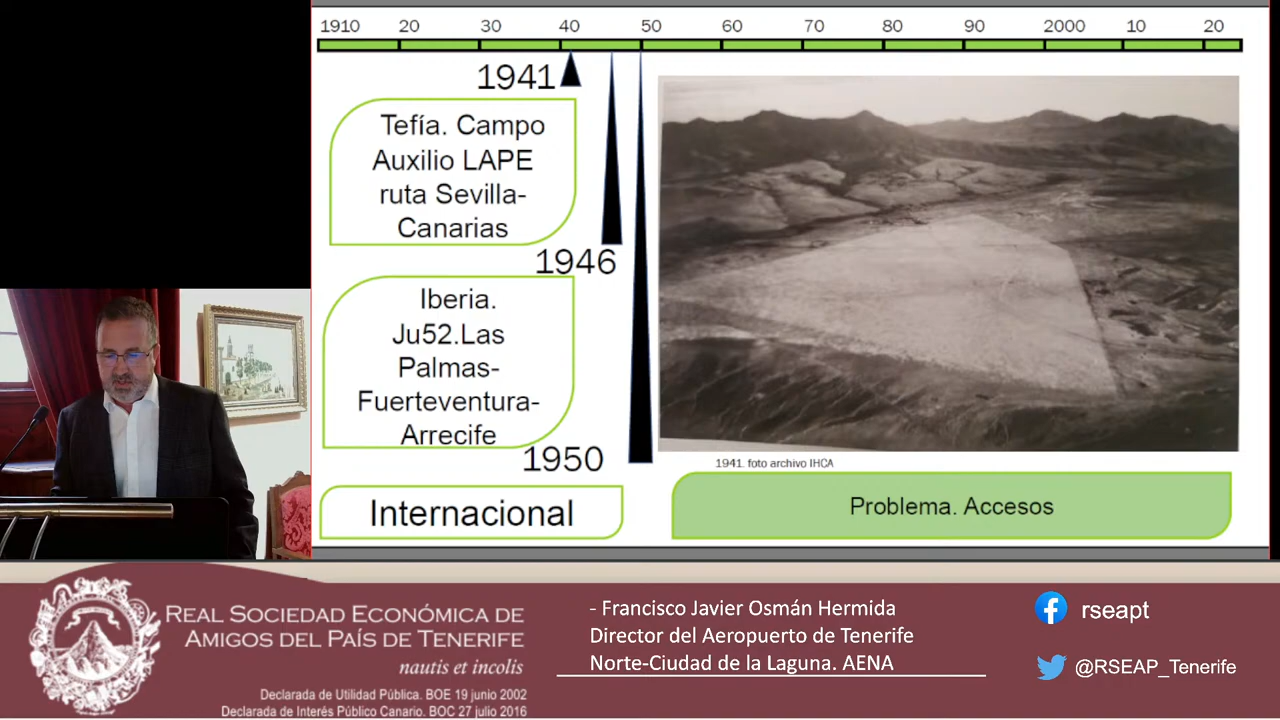 1910 20 30 40 50 60 70 80 90 2000 10 20
1941
Tefía. Campo
Auxilio LAPE
ruta Sevilla-
Canarias
1946
Iberia.
Ju52.Las
Palmas-
Fuerteventura-
Arrecife
1950
Internacional
1941. foto archivo IHCA
Problema. Accesos
REAL SOCIEDAD ECONÓMICA DE
AMIGOS DEL PAÍS DE TENERIFE
nautis et incolis
Declarada de Utilidad Pública. BOE 19 junio 2002
Declarada de Interés Público Canario. BOC 27 julio 2016
- Francisco Javier Osmán Hermida
Director del Aeropuerto de Tenerife
Norte-Ciudad de la Laguna. AENA
rseapt
@RSEAP_Tenerife